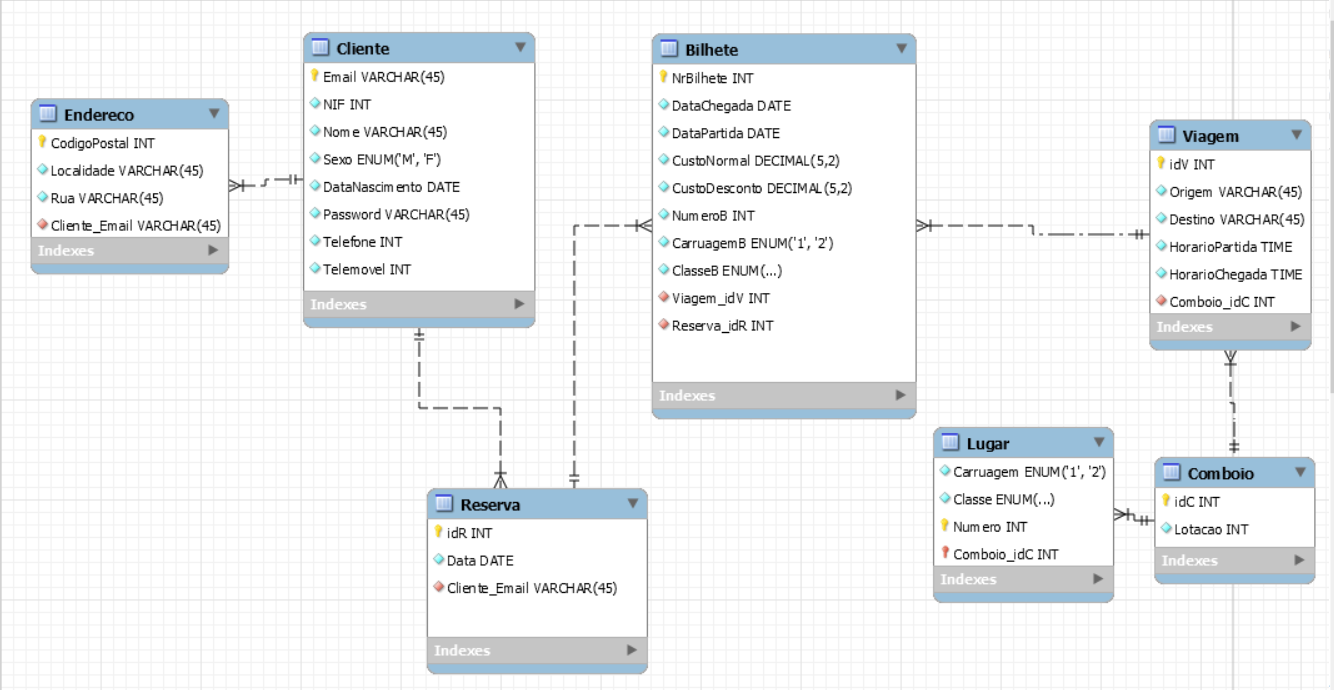 Endereco
CodigoPostal INT
Localidade VARCHAR(45)
Rua VARCHAR(45)
Cliente_Email VARCHAR(45)
Indexes
Cliente
Email VARCHAR(45)
NIF INT
Nome VARCHAR(45)
Sexo ENUM('M', 'F')
DataNascimento DATE
Password VARCHAR(45)
Telefone INT
Telemovel INT
Indexes
Bilhete
NrBilhete INT
DataChegada DATE
DataPartida DATE
CustoNormal DECIMAL(5,2)
CustoDesconto DECIMAL(5,2)
NumeroB INT
CarruagemB ENUM('1', '2')
ClasseB ENUM(...)
Viagem_idV INT
Reserva_idR INT
Indexes
Viagem
idV INT
Origem VARCHAR(45)
Destino VARCHAR(45)
HorarioPartida TIME
HorarioChegada TIME
Comboio_idC INT
Indexes
Reserva
idR INT
Data DATE
Cliente_Email VARCHAR(45)
Indexes
Lugar
Carruagem ENUM('1', '2')
Classe ENUM(...)
Numero INT
Comboio_idC INT
Indexes
Comboio
idC INT
Lotacao INT
Indexes